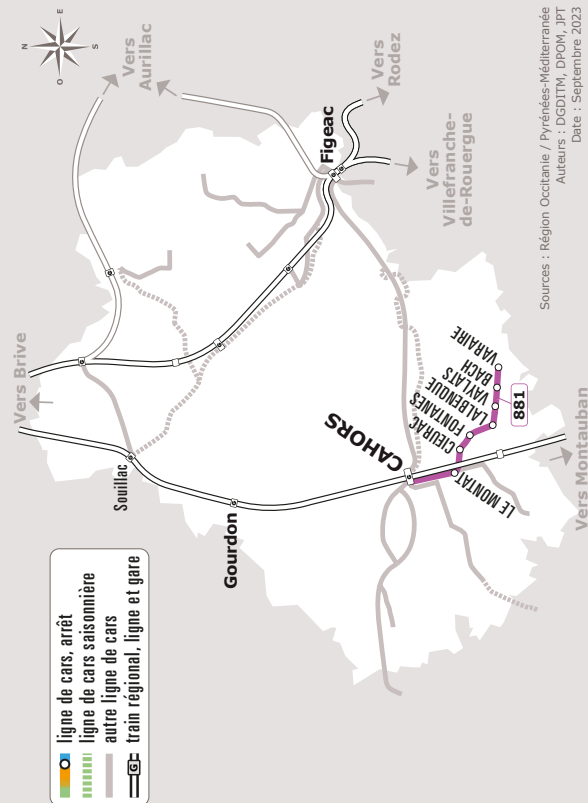 ligne de cars, arrêt
ligne de cars saisonnière
autre ligne de cars
G train régional, ligne et gare
N
E
S
O
Vers Brive
Vers
Aurillac
Souillac
Gourdon
Figeac
Vers
Rodez
Vers
Villefranche-
de-Rouergue
CAHORS
LE MONTAT
CIEURAC
FONTANES
LALBENQUE
VAYLATS
BACH
VARAIRE
881
Vers Montauban
Sources : Région Occitanie / Pyrénées-Méditerranée
Auteurs : DGDITM, DPOM, JPT
Date : Septembre 2023